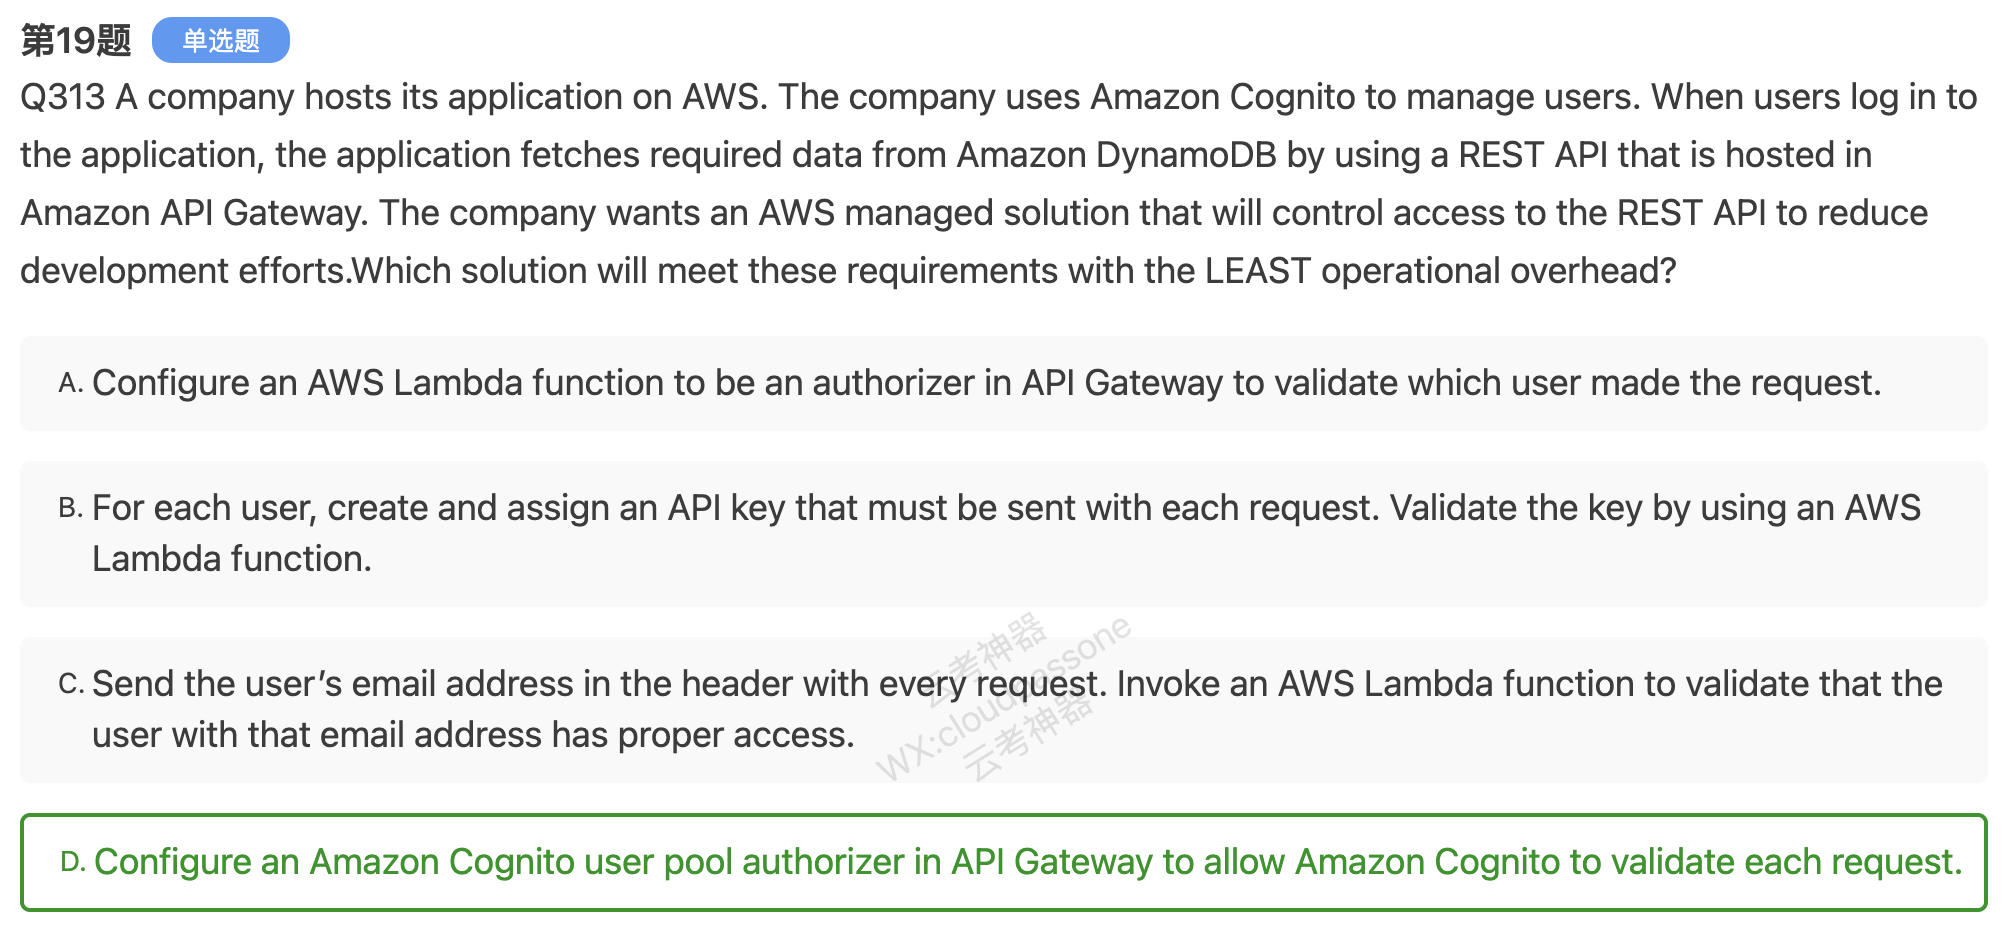 第19题 单选题
Q313 A company hosts its application on AWS. The company uses Amazon Cognito to manage users. When users log in to
the application, the application fetches required data from Amazon DynamoDB by using a REST API that is hosted in
Amazon API Gateway. The company wants an AWS managed solution that will control access to the REST API to reduce
development efforts.Which solution will meet these requirements with the LEAST operational overhead?
A. Configure an AWS Lambda function to be an authorizer in API Gateway to validate which user made the request.
B. For each user, create and assign an API key that must be sent with each request. Validate the key by using an AWS
Lambda function.
C. Send the user’s email address in the header with every request. Invoke an AWS Lambda function to validate that the
user with that email address has proper access.
云考神器
WX:cloudpassone
云考神器
D. Configure an Amazon Cognito user pool authorizer in API Gateway to allow Amazon Cognito to validate each request.